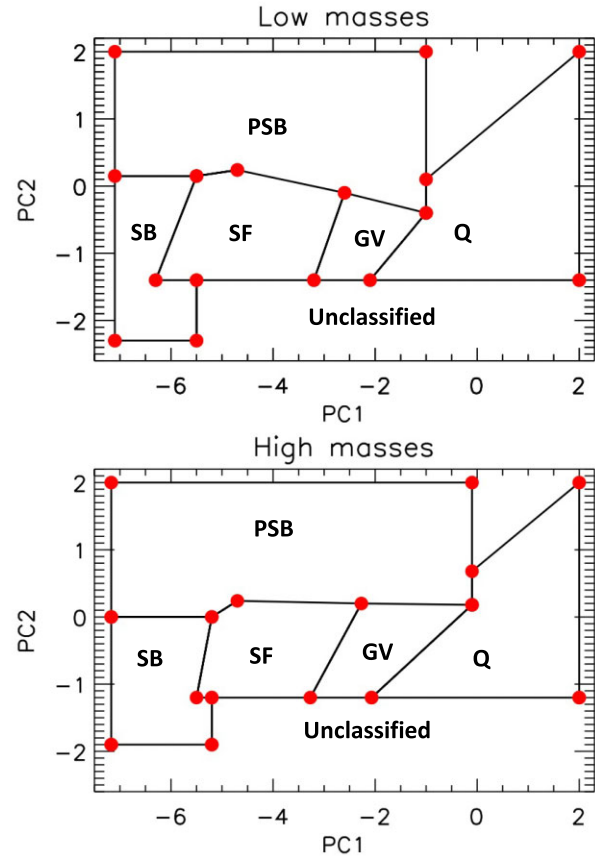 Low masses
2
1
0
−1
−2
PC2
PSB
SB
SF
GV
Q
Unclassified
−6 −4 −2 0 2
PC1
High masses
2
1
0
−1
−2
PC2
PSB
SB
SF
GV
Q
Unclassified
−6 −4 −2 0 2
PC1